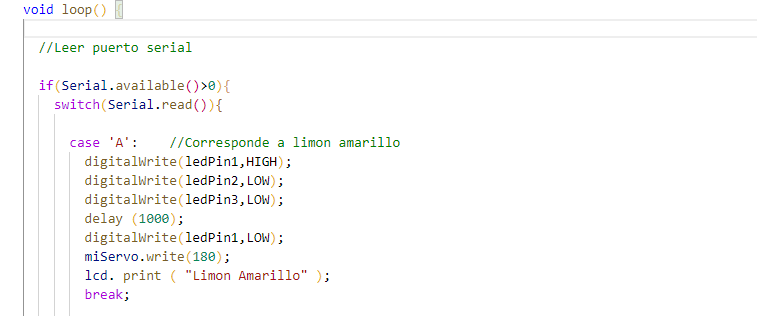 void loop() {
//Leer puerto serial
if(Serial.available()>0){
switch(Serial.read()){
case 'A':    //Corresponde a limon amarillo
digitalWrite(ledPin1,HIGH);
digitalWrite(ledPin2,LOW);
digitalWrite(ledPin3,LOW);
delay (1000);
digitalWrite(ledPin1,LOW);
miServo.write(180);
lcd. print ( "Limon Amarillo" );
break;